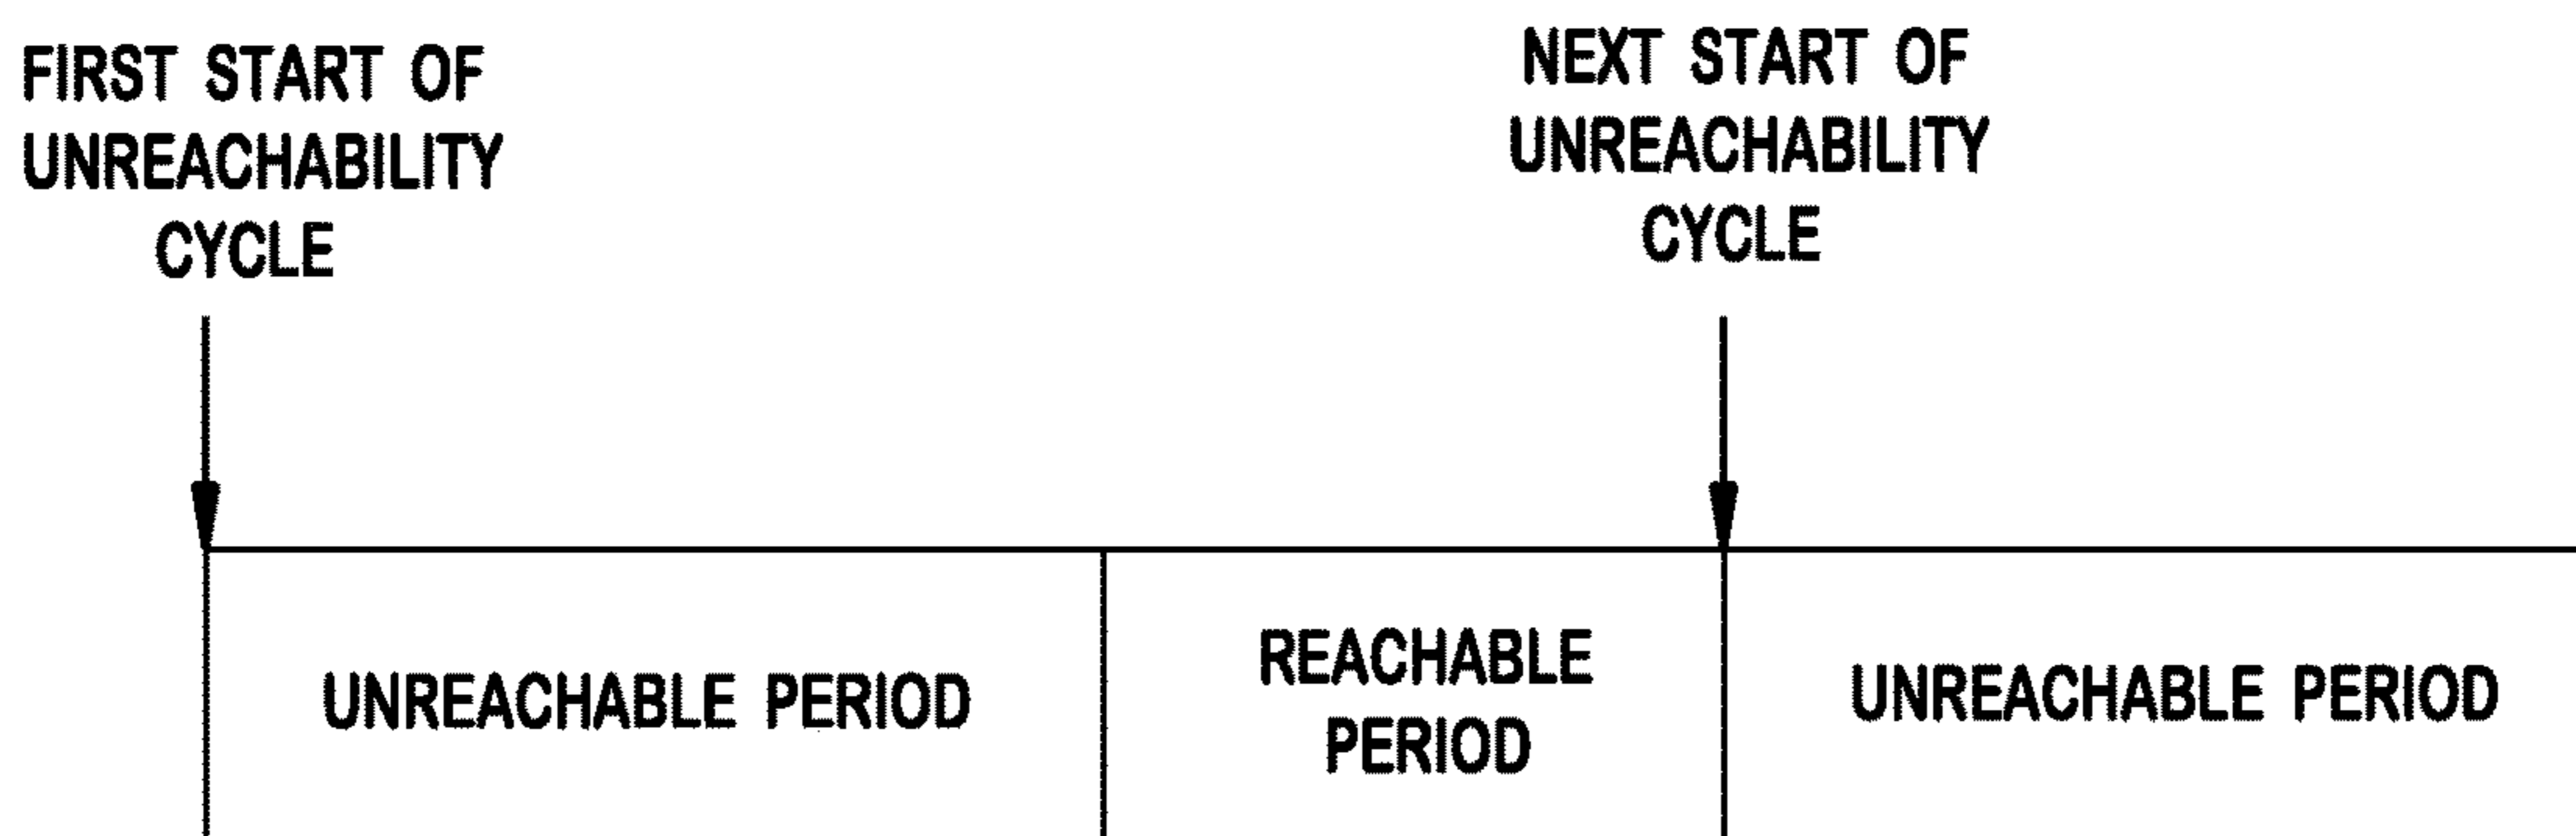 FIRST START OF
UNREACHABILITY
CYCLE
NEXT START OF
UNREACHABILITY
CYCLE
UNREACHABLE PERIOD
REACHABLE
PERIOD
UNREACHABLE PERIOD